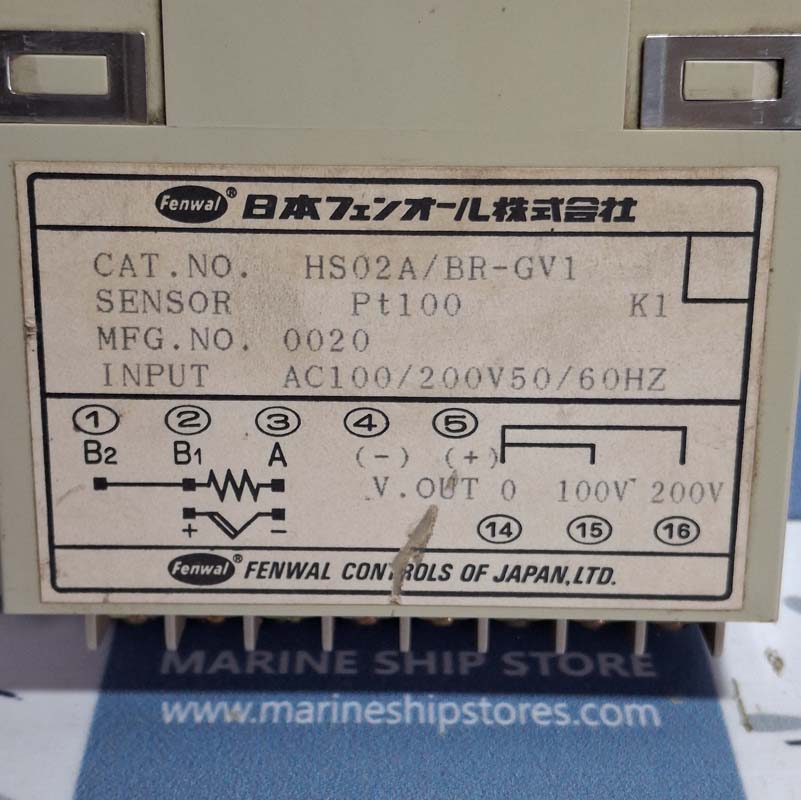 Fenwal® 日本フェンオール株式会社
CAT.NO. HS02A/BR-GV1
SENSOR Pt100 K1
MFG.NO. 0020
INPUT AC100/200V50/60HZ
① ② ③ ④ ⑤
B2 B1 A (-) (+)
V.OUT 0 100V 200V
+ -
⑭ ⑮ ⑯
Fenwal® FENWAL CONTROLS OF JAPAN,LTD.
MARINE SHIP STORE
www.marineshipstores.com